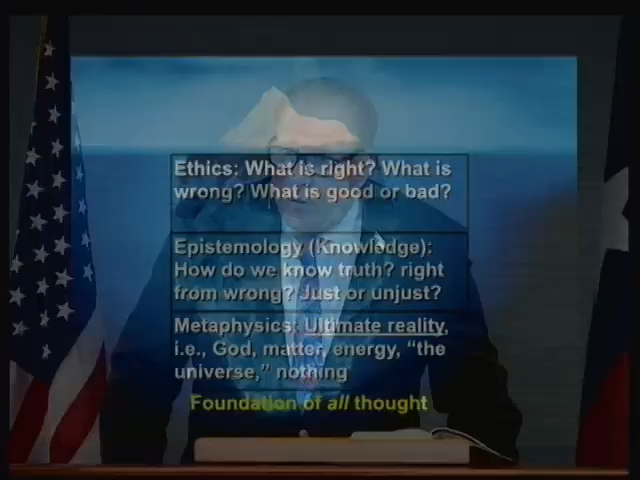 Ethics: What is right? What is
wrong? What is good or bad?
Epistemology (Knowledge):
How do we know truth? right
from wrong? Just or unjust?
Metaphysics: Ultimate reality,
i.e., God, matter, energy, “the
universe,” nothing
Foundation of all thought